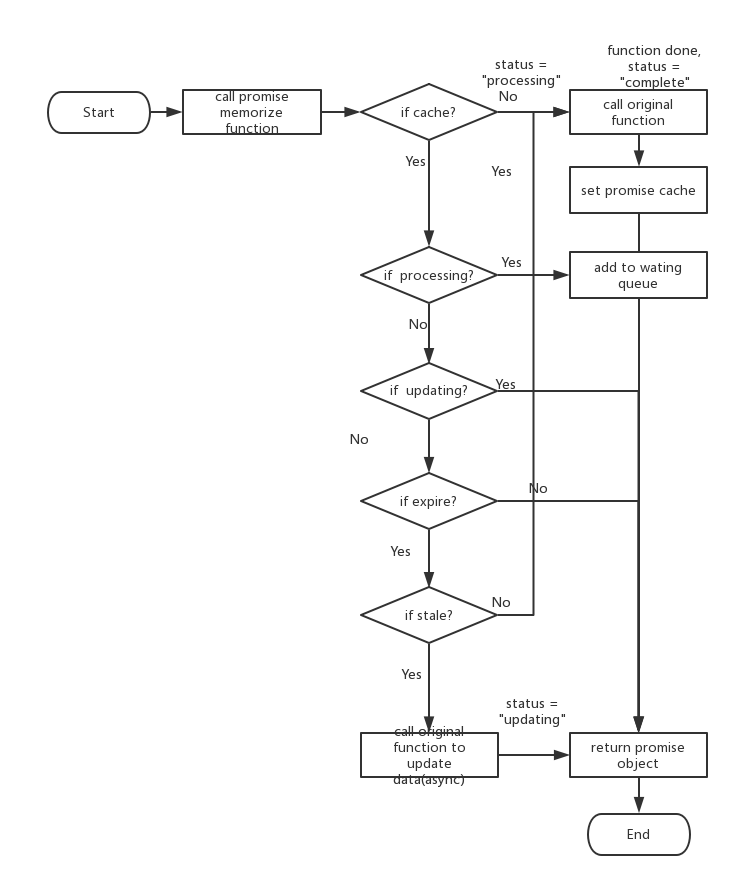 function done,
status =
"complete"
status =
"processing"
No
Start
call promise
memorize
function
if cache?
call original
function
Yes
Yes
set promise cache
if  processing?
Yes
add to wating
queue
No
if  updating?
Yes
No
if expire?
No
Yes
if stale?
No
Yes
status =
"updating"
call original
function to
update
data(async)
return promise
object
End